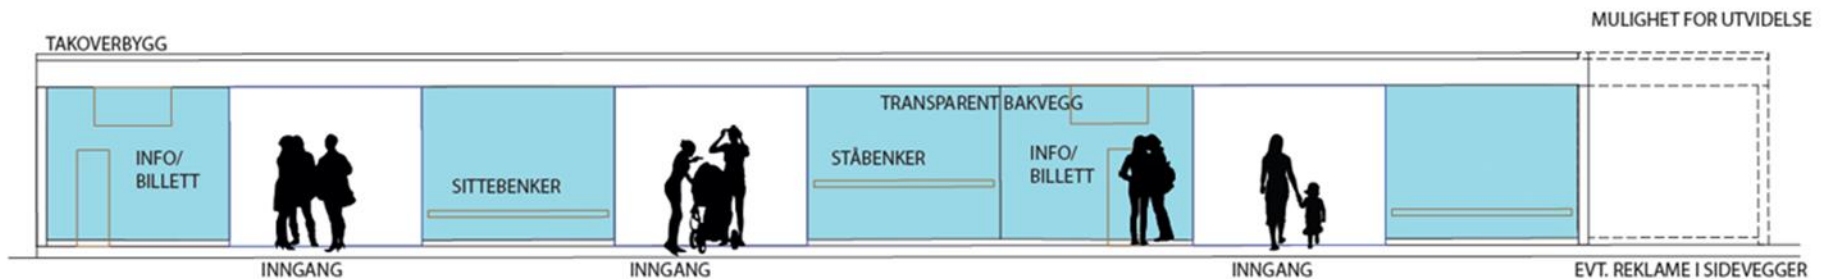 MULIGHET FOR UTVIDELSE
TAKOVERBYGG
TRANSPARENT BAKVEGG
INFO/
BILLETT
SITTEBENKER
STÅBENKER
INFO/
BILLETT
INNGANG
INNGANG
INNGANG
EVT. REKLAME I SIDEVEGGER